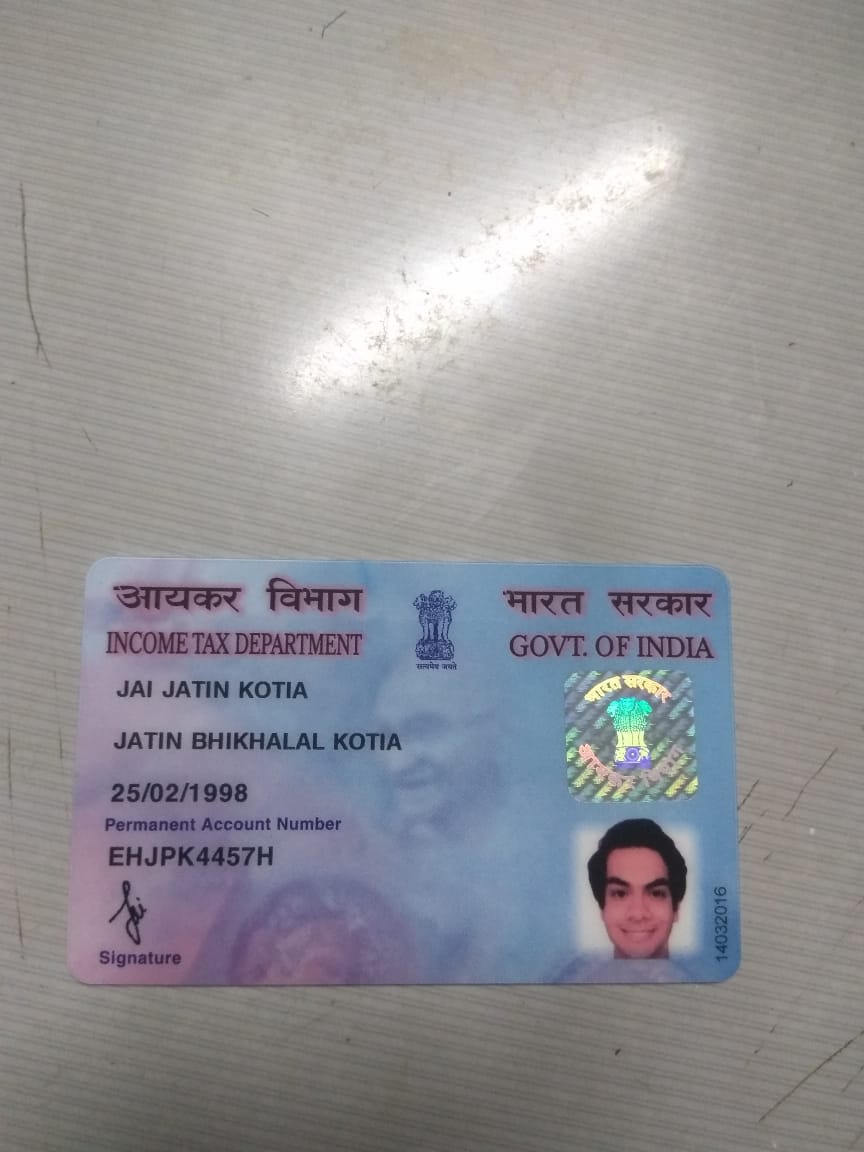 आयकर विभाग
INCOME TAX DEPARTMENT
सत्यमेव जयते
भारत सरकार
GOVT. OF INDIA
JAI JATIN KOTIA
JATIN BHIKHALAL KOTIA
25/02/1998
Permanent Account Number
EHJPK4457H
Jai
Signature
भारत सरकार
आयकर विभाग
14032016